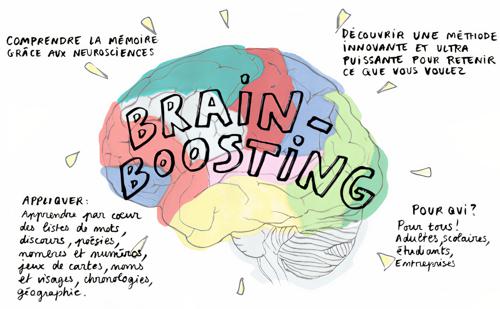 COMPRENDRE LA MÉMOIRE
GRÂCE AUX NEUROSCIENCES
DÉCOUVRIR UNE MÉTHODE
INNOVANTE ET ULTRA
PUISSANTE POUR RETENIR
CE QUE VOUS VOULEZ
BRAIN-
BOOSTING
APPLIQUER:
Apprendre par cœur
des listes de mots,
discours, poésies,
nombres et numéros,
jeux de cartes, noms
et visages, chronologies,
géographie.
POUR QUI?
Pour tous!
Adultes, scolaires,
étudiants,
Entreprises